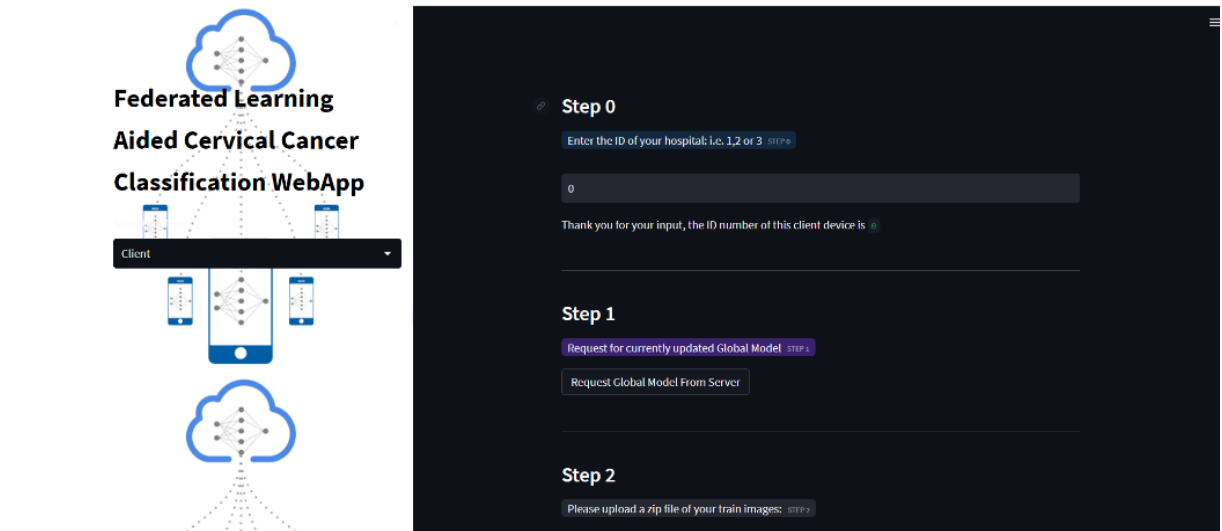 Federated Learning
Aided Cervical Cancer
Classification WebApp
Client
Step 0
Enter the ID of your hospital: i.e. 1,2 or 3 STEP 0
0
Thank you for your input, the ID number of this client device is 0
Step 1
Request for currently updated Global Model STEP 1
Request Global Model From Server
Step 2
Please upload a zip file of your train images: STEP 2